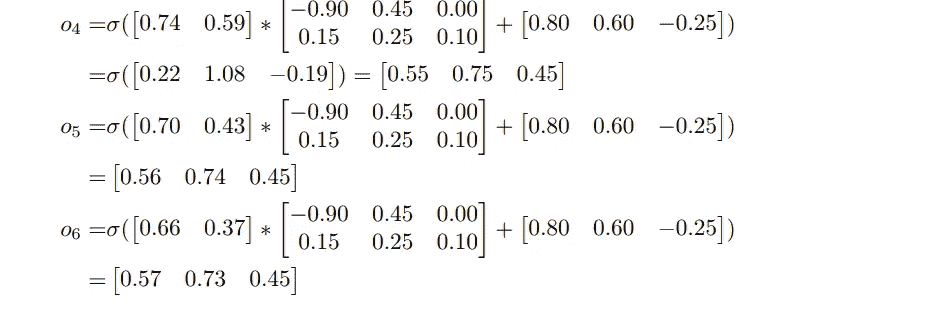 o₄ =σ([0.74 0.59] * [−0.90 0.45 0.00; 0.15 0.25 0.10] + [0.80 0.60 −0.25])
=σ([0.22 1.08 −0.19]) = [0.55 0.75 0.45]
o₅ =σ([0.70 0.43] * [−0.90 0.45 0.00; 0.15 0.25 0.10] + [0.80 0.60 −0.25])
= [0.56 0.74 0.45]
o₆ =σ([0.66 0.37] * [−0.90 0.45 0.00; 0.15 0.25 0.10] + [0.80 0.60 −0.25])
= [0.57 0.73 0.45]